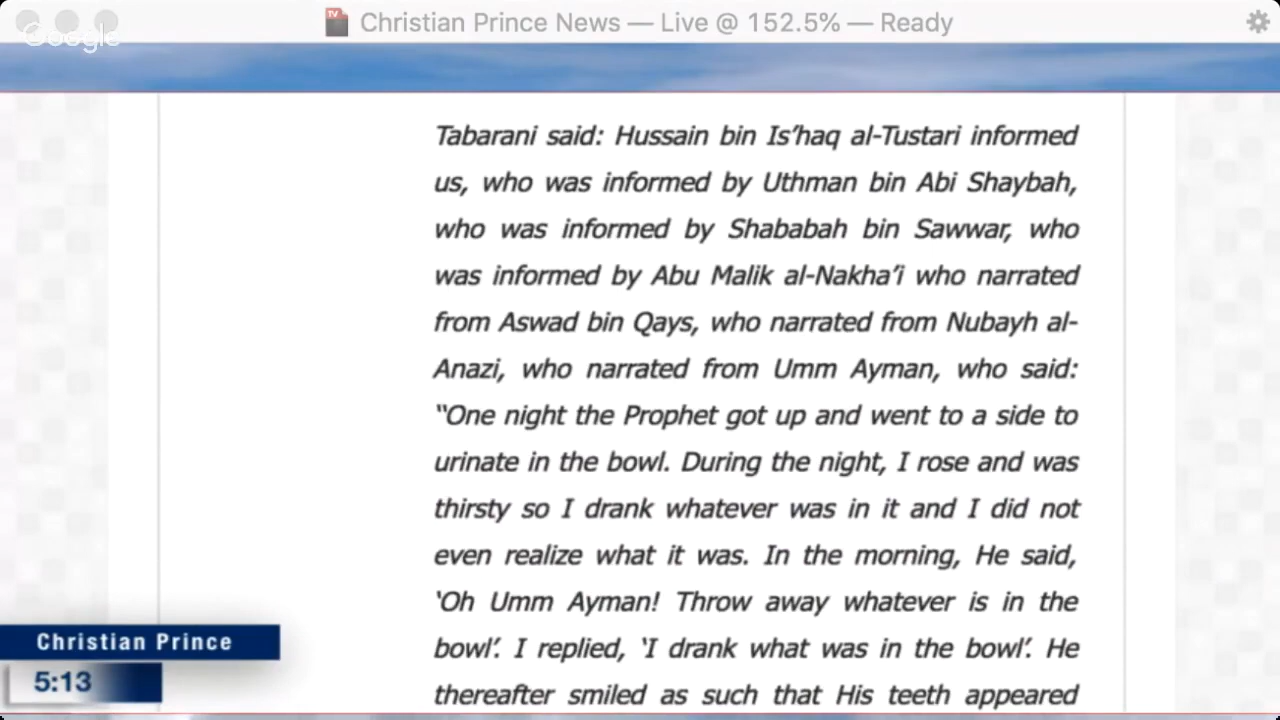 Christian Prince News — Live @ 152.5% — Ready
Google
TV
Tabarani said: Hussain bin Is’haq al-Tustari informed
us, who was informed by Uthman bin Abi Shaybah,
who was informed by Shababah bin Sawwar, who
was informed by Abu Malik al-Nakha’i who narrated
from Aswad bin Qays, who narrated from Nubayh al-
Anazi, who narrated from Umm Ayman, who said:
“One night the Prophet got up and went to a side to
urinate in the bowl. During the night, I rose and was
thirsty so I drank whatever was in it and I did not
even realize what it was. In the morning, He said,
‘Oh Umm Ayman! Throw away whatever is in the
bowl’. I replied, ‘I drank what was in the bowl’. He
thereafter smiled as such that His teeth appeared
Christian Prince
5:13